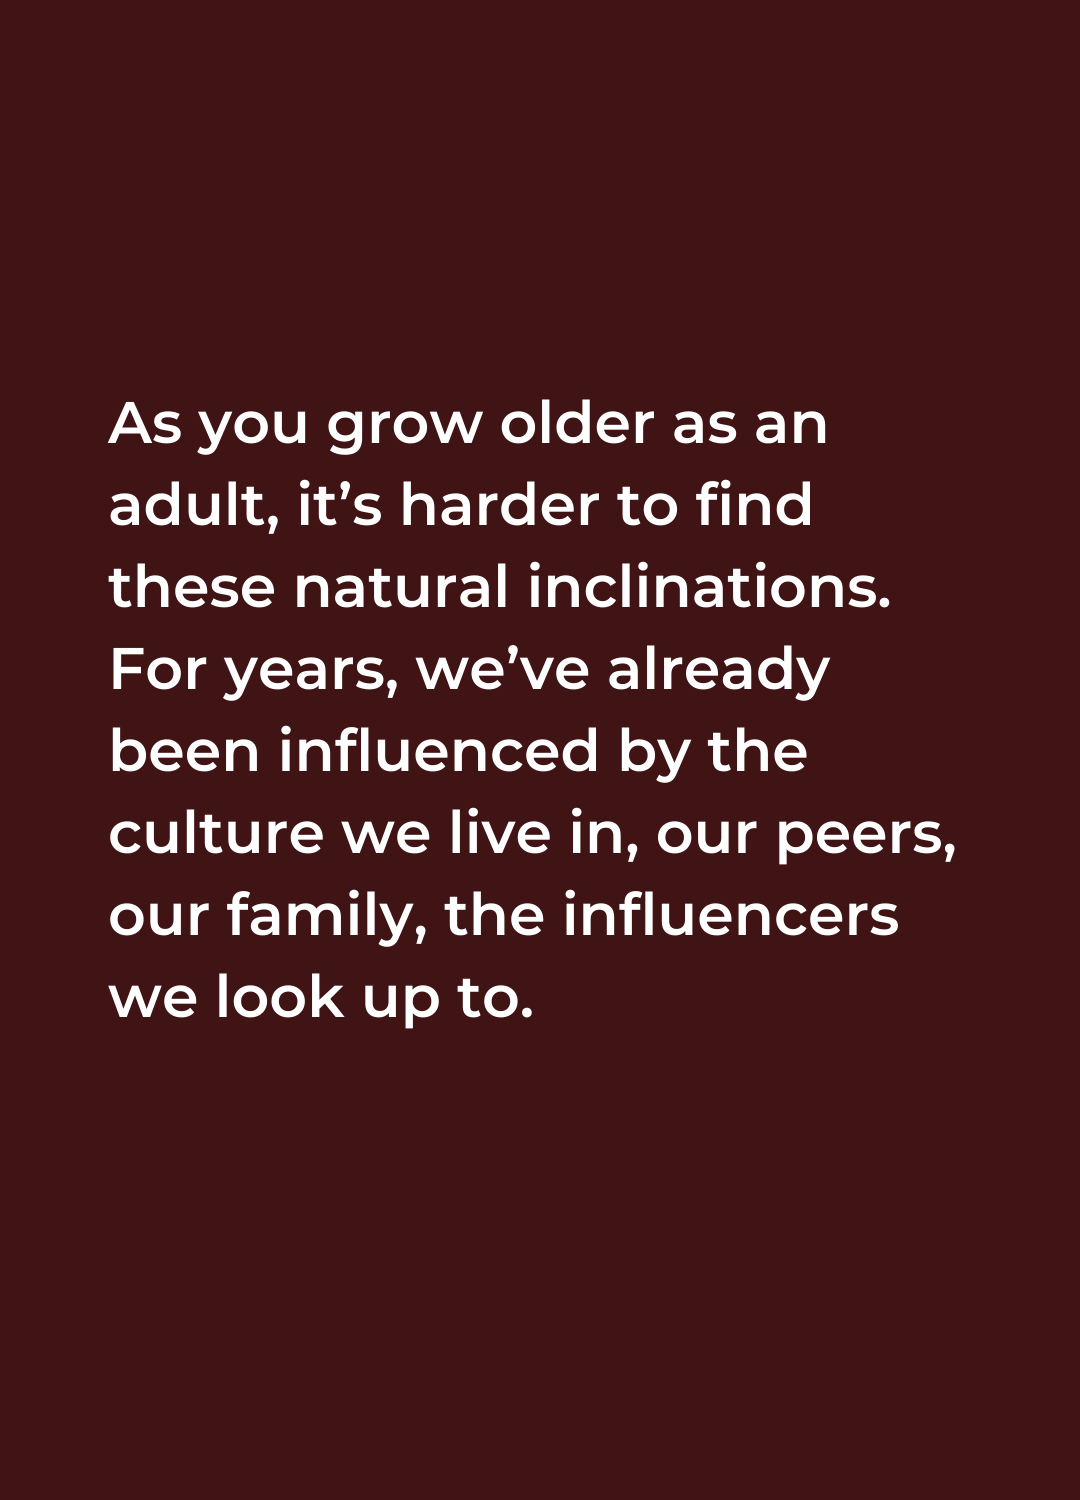 As you grow older as an
adult, it’s harder to find
these natural inclinations.
For years, we’ve already
been influenced by the
culture we live in, our peers,
our family, the influencers
we look up to.